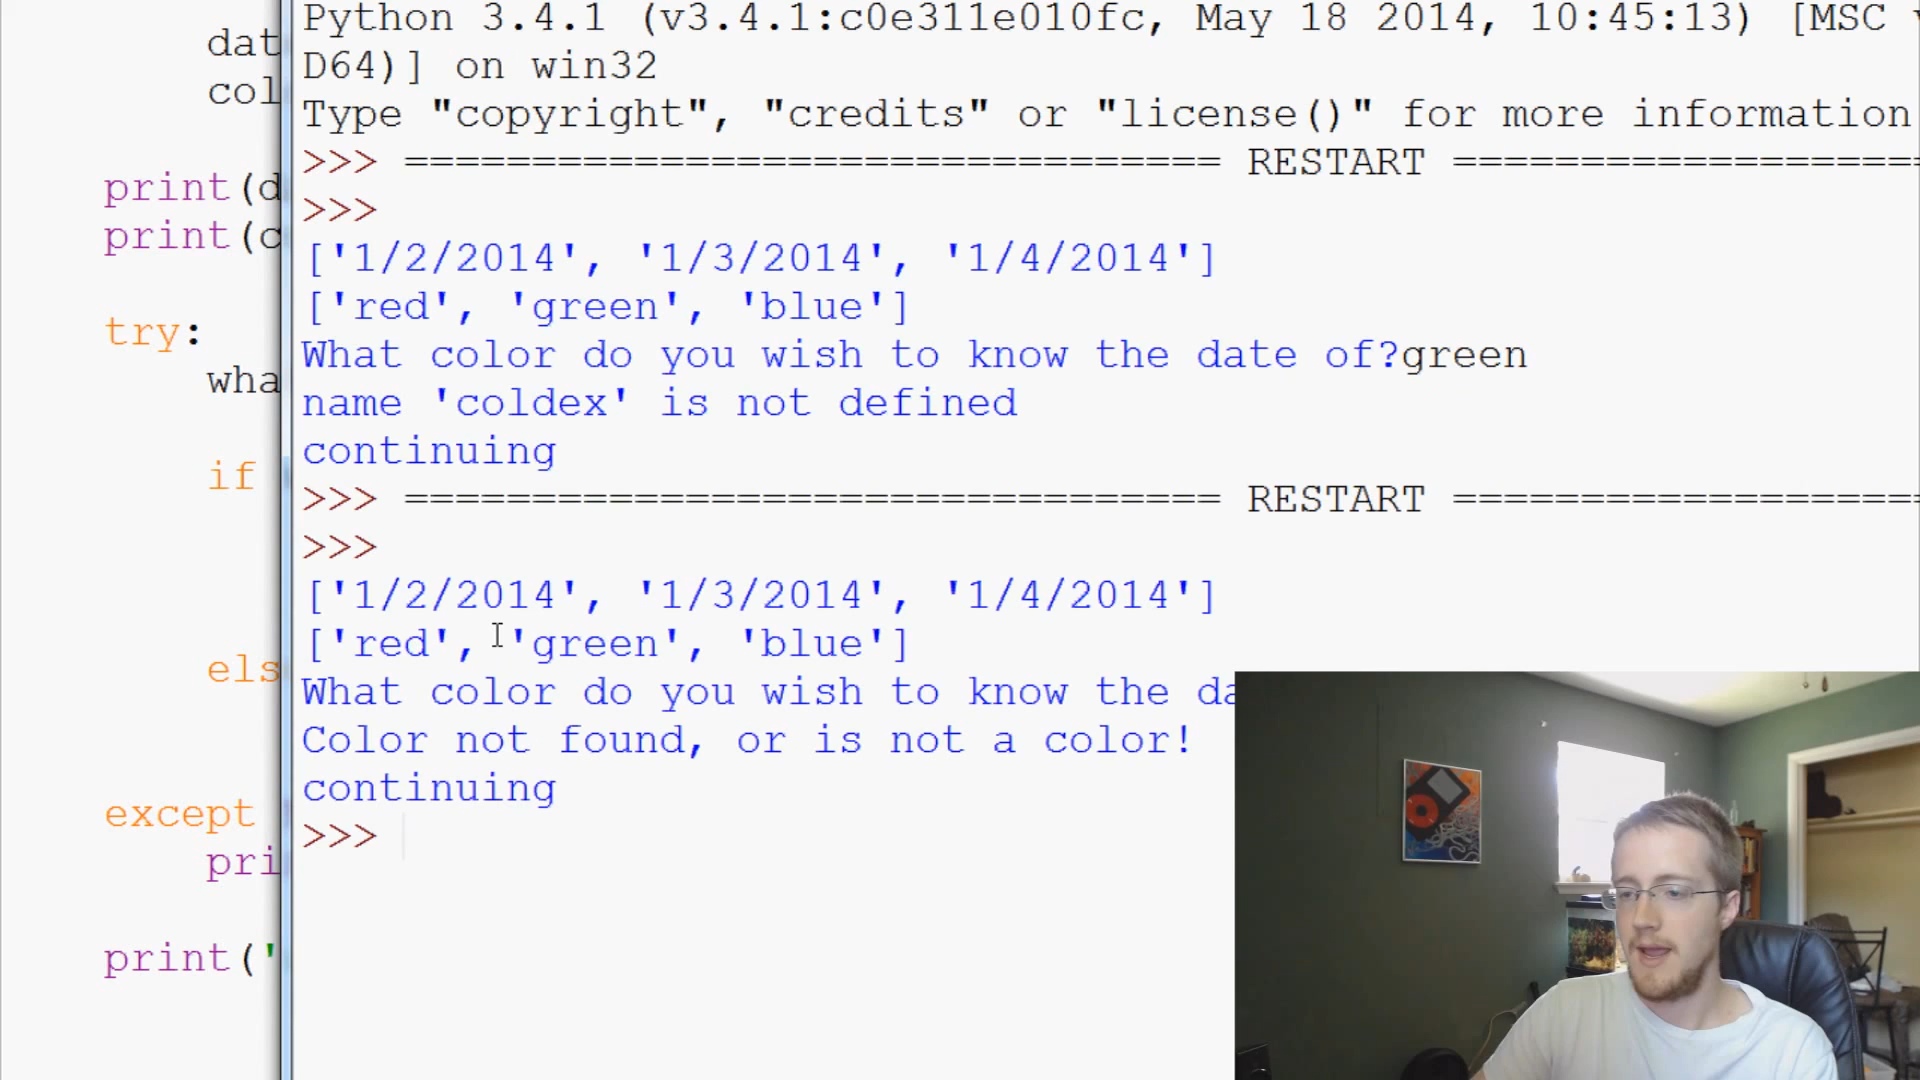 Python 3.4.1 (v3.4.1:c0e311e010fc, May 18 2014, 10:45:13) [MSC
D64)] on win32
Type "copyright", "credits" or "license()" for more information
>>> ================================ RESTART ===================
>>>
['1/2/2014', '1/3/2014', '1/4/2014']
['red', 'green', 'blue']
What color do you wish to know the date of?green
name 'coldex' is not defined
continuing
>>> ================================ RESTART ===================
>>>
['1/2/2014', '1/3/2014', '1/4/2014']
['red', 'green', 'blue']
What color do you wish to know the da
Color not found, or is not a color!
continuing
>>>
dat
col
print(d
print(c
try:
wha
if
els
except
pri
print('